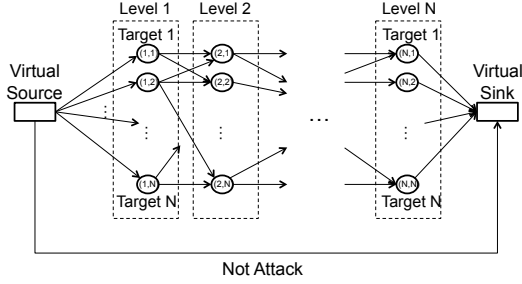 Level 1 Level 2 Level N
Target 1 Target 1
(1,1) (2,1) (N,1)
Virtual Source
(1,2) (2,2) (N,2)
Virtual Sink
... ... ... ... ...
(1,N) (2,N) (N,N)
Target N Target N
Not Attack